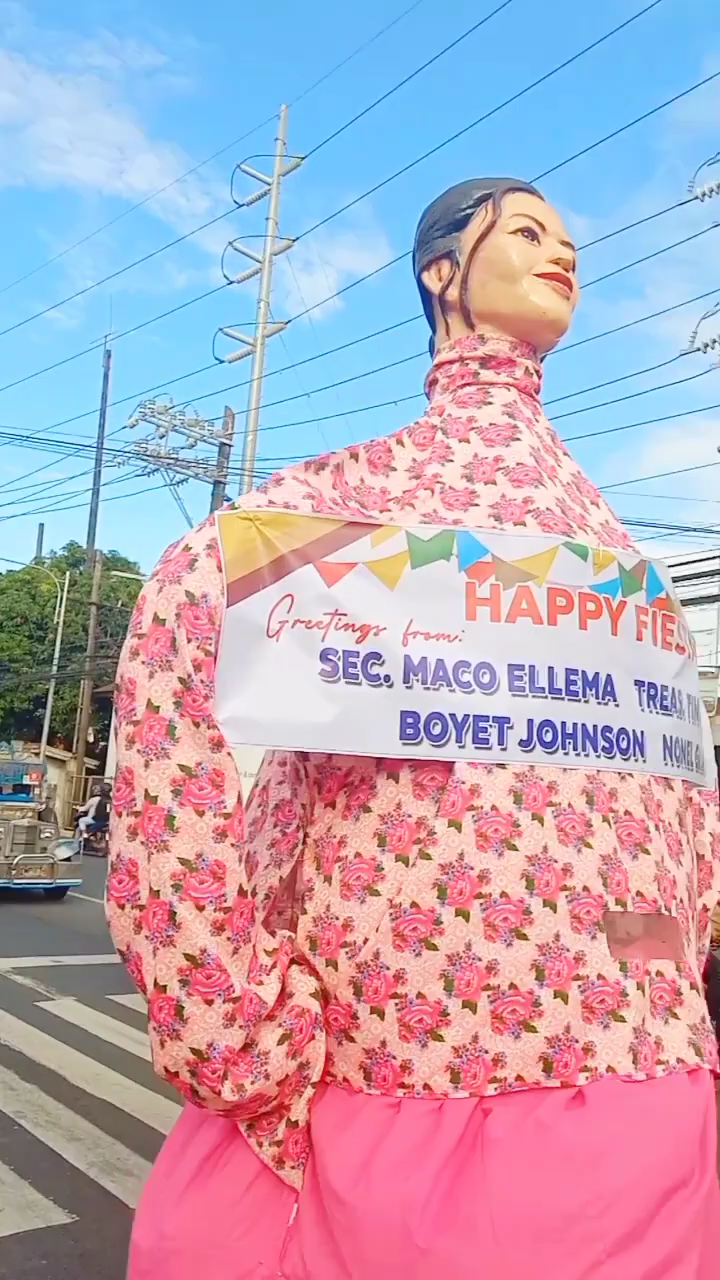 HAPPY FIES
Greetings from:
SEC. MACO ELLEMA TREAS.
BOYET JOHNSON